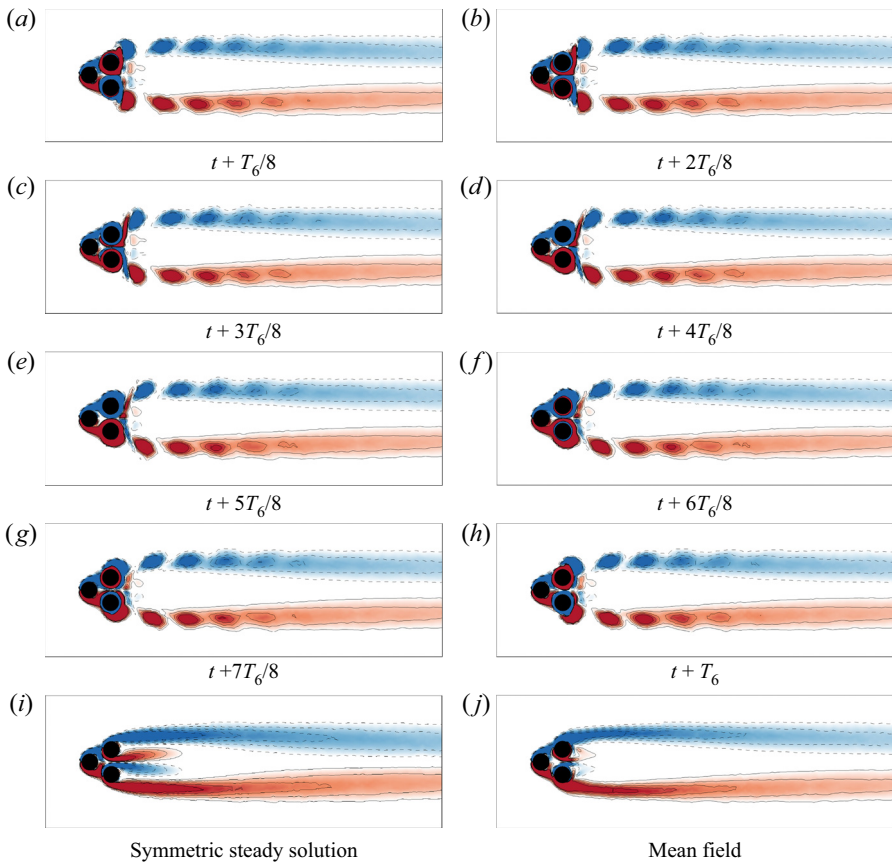 (a) (b)
t + T6/8 t + 2T6/8
(c) (d)
t + 3T6/8 t + 4T6/8
(e) (f)
t + 5T6/8 t + 6T6/8
(g) (h)
t +7T6/8 t + T6
(i) (j)
Symmetric steady solution Mean field